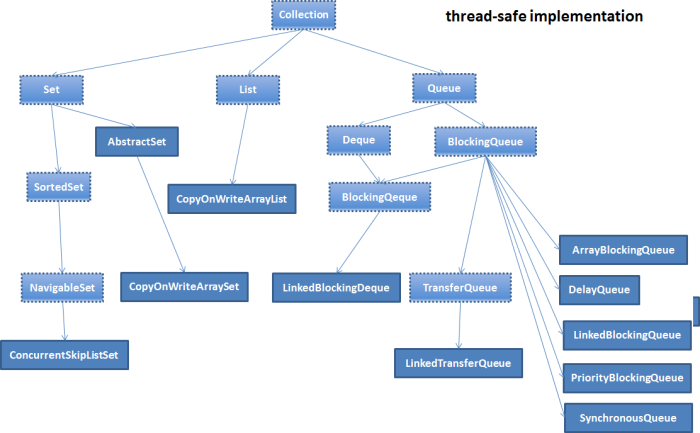 Collection
thread-safe implementation
Set
List
Queue
AbstractSet
Deque
BlockingQueue
SortedSet
CopyOnWriteArrayList
BlockingQeque
ArrayBlockingQueue
NavigableSet
CopyOnWriteArraySet
LinkedBlockingDeque
TransferQueue
DelayQueue
LinkedBlockingQueue
ConcurrentSkipListSet
LinkedTransferQueue
PriorityBlockingQueue
SynchronousQueue